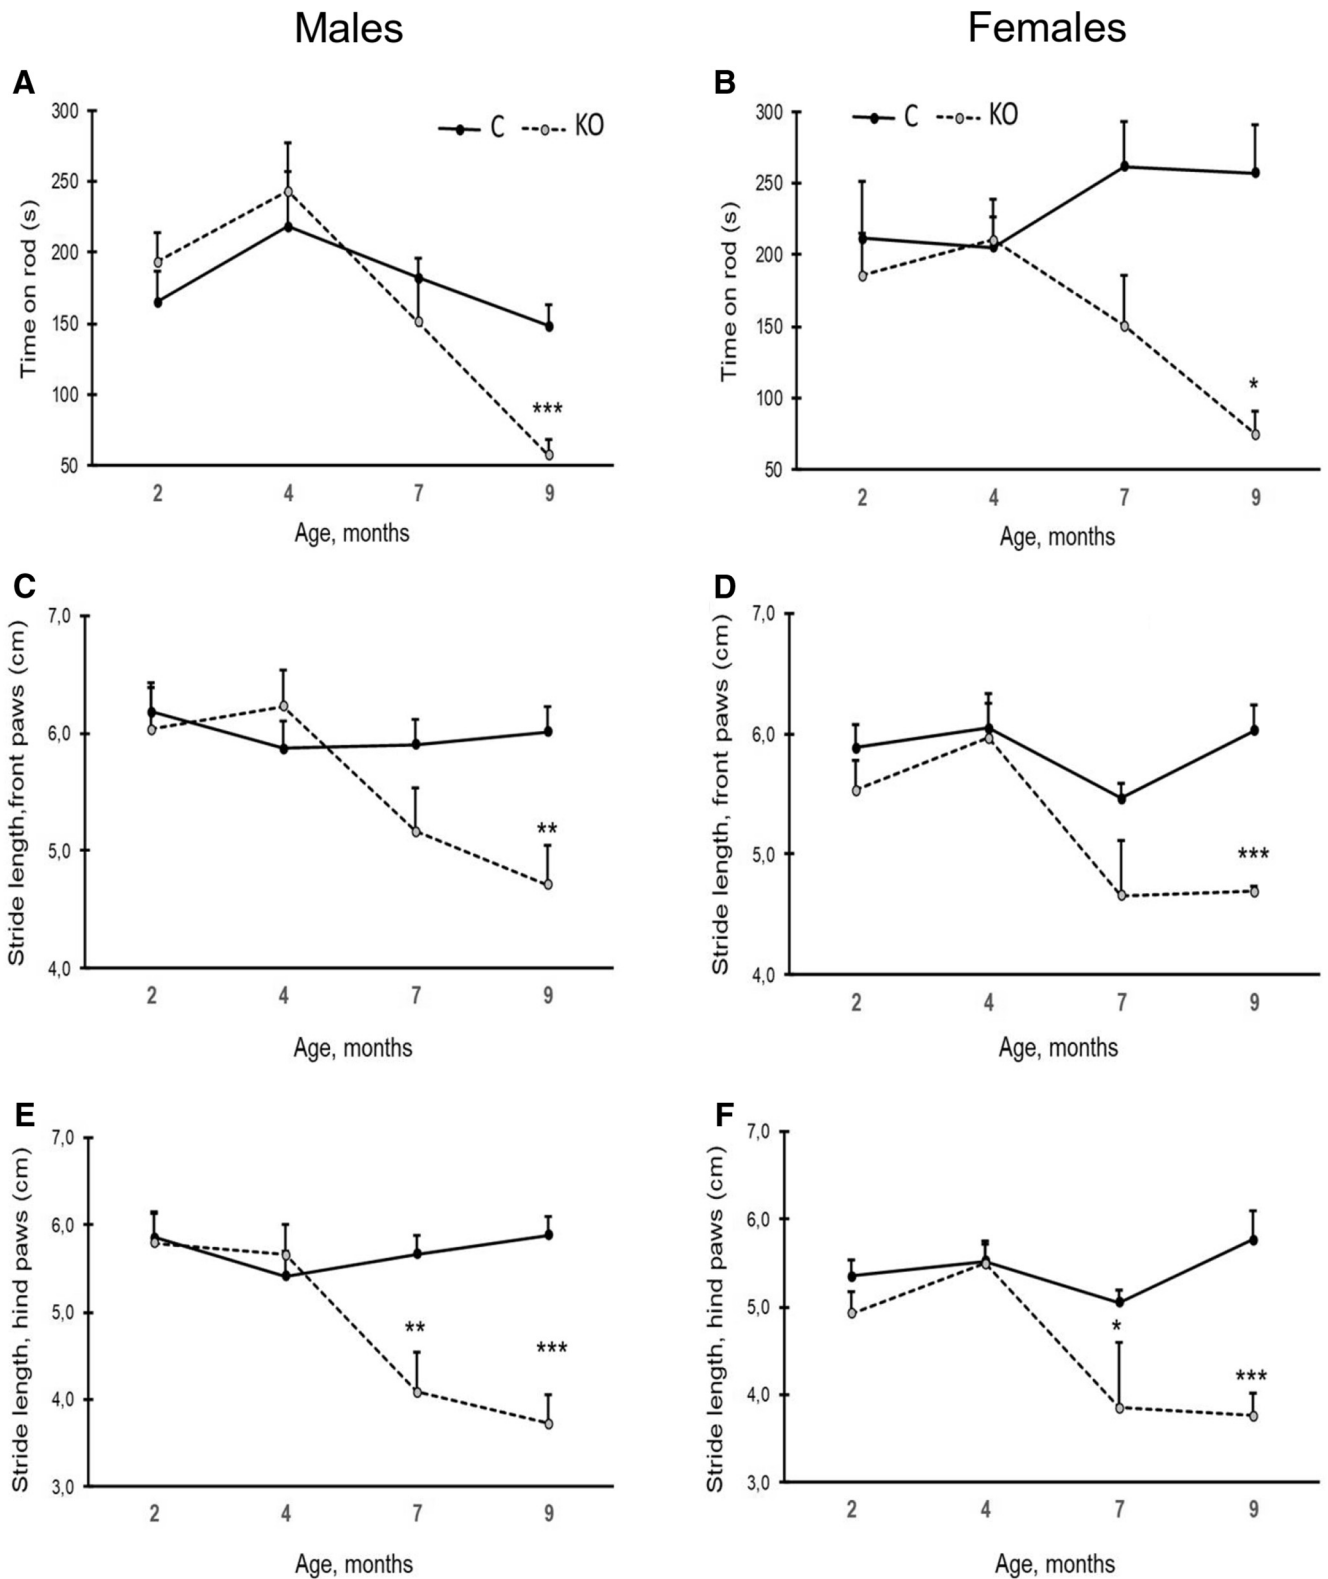 Males
Females
A
300
250
200
150
100
50
Time on rod (s)
C KO
***
2 4 7 9
Age, months
B
300
250
200
150
100
50
Time on rod (s)
C KO
*
2 4 7 9
Age, months
C
7,0
6,0
5,0
4,0
Stride length,front paws (cm)
**
2 4 7 9
Age, months
D
7,0
6,0
5,0
4,0
Stride length, front paws (cm)
***
2 4 7 9
Age, months
E
7,0
6,0
5,0
4,0
3,0
Stride length, hind paws (cm)
**
***
2 4 7 9
Age, months
F
7,0
6,0
5,0
4,0
3,0
Stride length, hind paws (cm)
*
***
2 4 7 9
Age, months